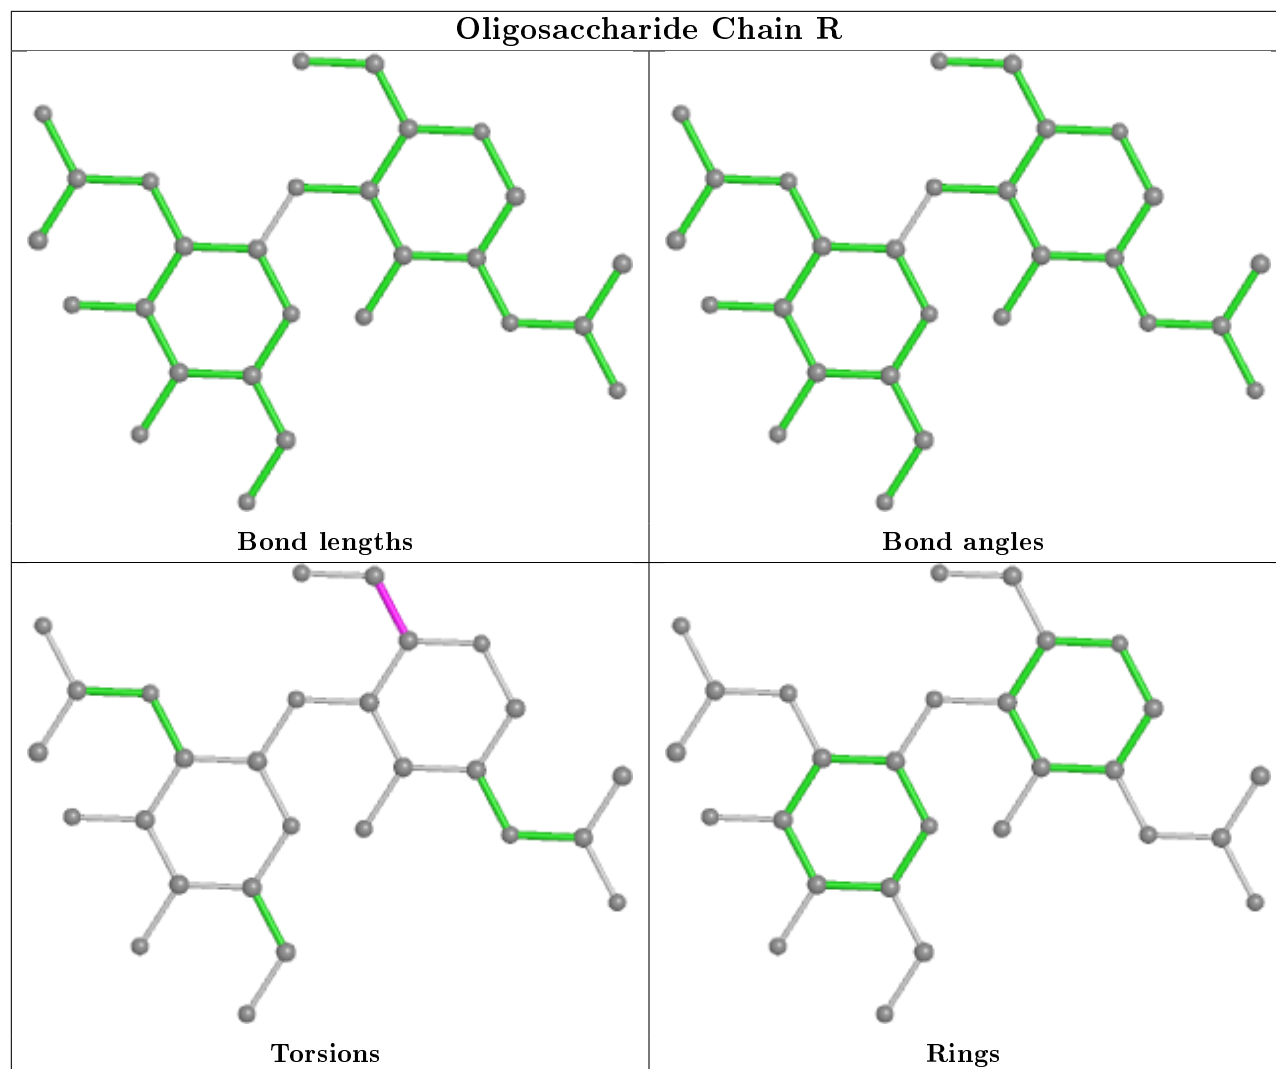 Oligosaccharide Chain R
Bond lengths
Bond angles
Torsions
Rings